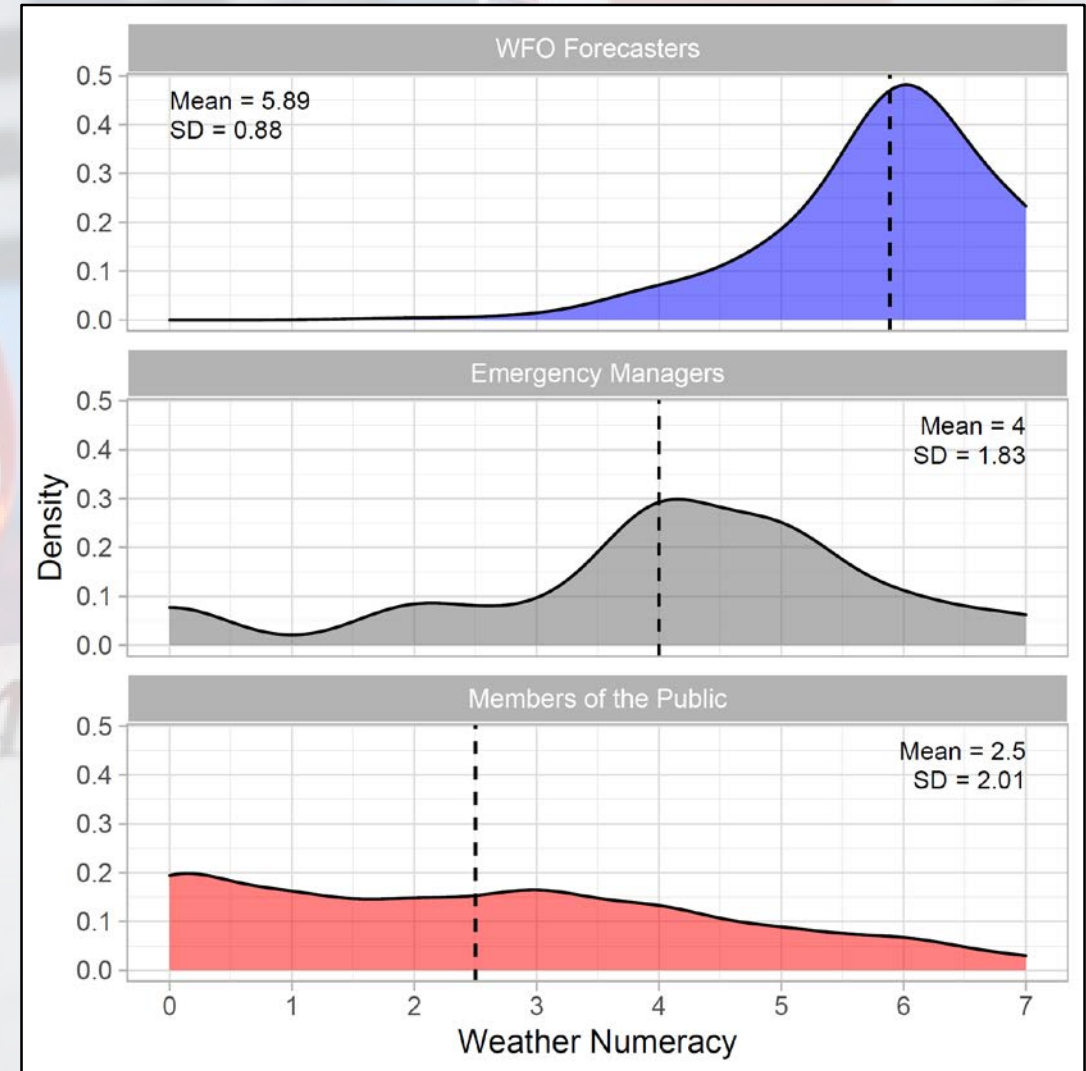 WFO Forecasters
0.5
0.4
0.3
0.2
0.1
0.0
Mean = 5.89
SD = 0.88
Emergency Managers
0.5
0.4
0.3
0.2
0.1
0.0
Mean = 4
SD = 1.83
Density
Members of the Public
0.5
0.4
0.3
0.2
0.1
0.0
Mean = 2.5
SD = 2.01
0 1 2 3 4 5 6 7
Weather Numeracy